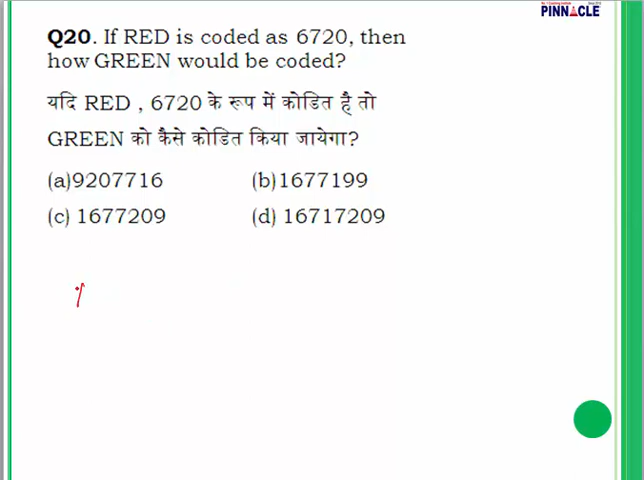 PINNACLE
Q20. If RED is coded as 6720, then
how GREEN would be coded?
यदि RED , 6720 के रूप में कोडित है तो
GREEN को कैसे कोडित किया जायेगा?
(a)9207716 (b)1677199
(c) 1677209 (d) 16717209